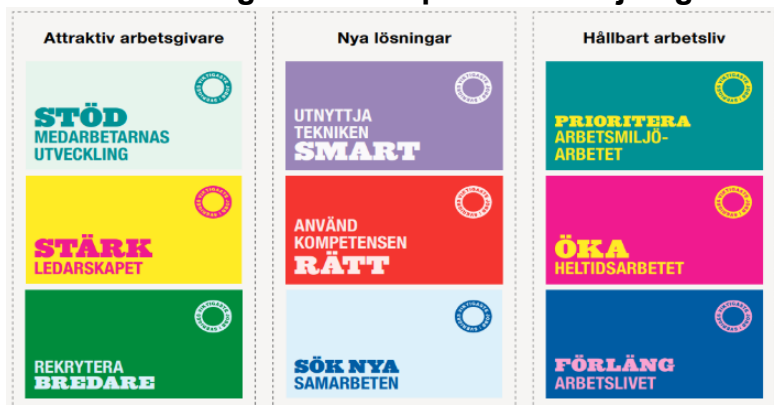 Attraktiv arbetsgivare
STÖD
MEDARBETARNAS
UTVECKLING
STÄRK
LEDARSKAPET
REKRYTERA
BREDARE
Nya lösningar
UTNYTTJA
TEKNIKEN
SMART
ANVÄND
KOMPETENSEN
RÄTT
SÖK NYA
SAMARBETEN
Hållbart arbetsliv
PRIORITERA
ARBETSMILJÖ-
ARBETET
ÖKA
HELTIDSARBETET
FÖRLÄNG
ARBETSLIVET